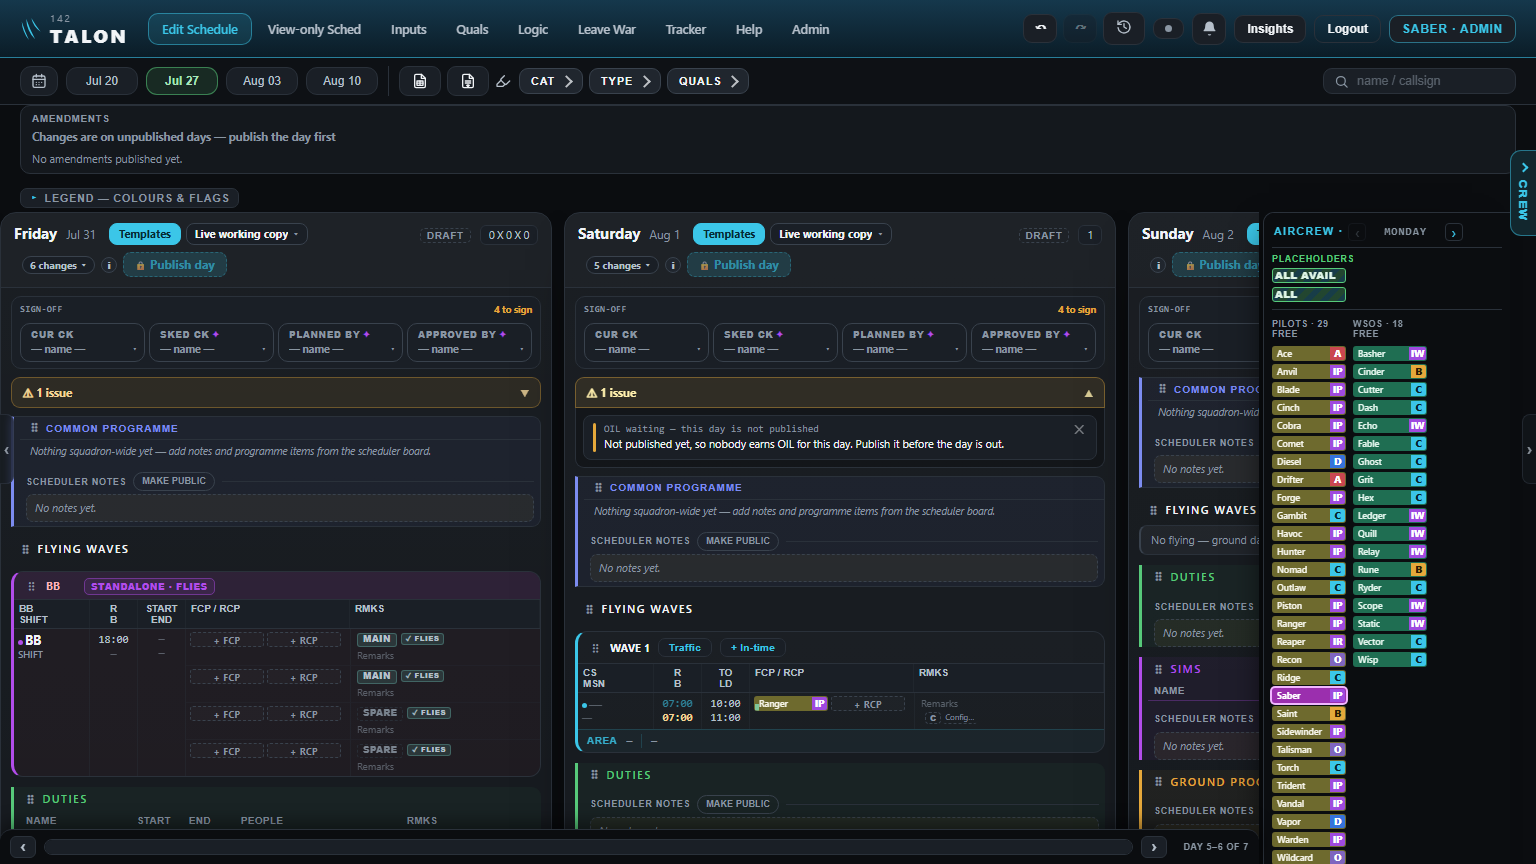 142
TALON
Edit Schedule
View-only Sched
Inputs
Quals
Logic
Leave War
Tracker
Help
Admin
Insights
Logout
SABER · ADMIN
Jul 20
Jul 27
Aug 03
Aug 10
CAT
TYPE
QUALS
name / callsign
AMENDMENTS
Changes are on unpublished days — publish the day first
No amendments published yet.
CREW
LEGEND — COLOURS & FLAGS
Friday Jul 31 Templates Live working copy DRAFT 0X0X0
6 changes i Publish day
SIGN-OFF 4 to sign
CUR CK SKED CK PLANNED BY APPROVED BY
— name — — name — — name — — name —
1 issue
COMMON PROGRAMME
Nothing squadron-wide yet — add notes and programme items from the scheduler board.
SCHEDULER NOTES MAKE PUBLIC
No notes yet.
FLYING WAVES
BB STANDALONE · FLIES
BB R START FCP / RCP RMKS
SHIFT B END
BB 18:00 — + FCP + RCP MAIN ✓ FLIES
SHIFT — — Remarks
+ FCP + RCP MAIN ✓ FLIES
Remarks
+ FCP + RCP SPARE ✓ FLIES
Remarks
+ FCP + RCP SPARE ✓ FLIES
Remarks
DUTIES
NAME START END PEOPLE RMKS
Saturday Aug 1 Templates Live working copy DRAFT 1
5 changes i Publish day
SIGN-OFF 4 to sign
CUR CK SKED CK PLANNED BY APPROVED BY
— name — — name — — name — — name —
1 issue
OIL waiting — this day is not published
Not published yet, so nobody earns OIL for this day. Publish it before the day is out.
COMMON PROGRAMME
Nothing squadron-wide yet — add notes and programme items from the scheduler board.
SCHEDULER NOTES MAKE PUBLIC
No notes yet.
FLYING WAVES
WAVE 1 Traffic + In-time
CS R TO FCP / RCP RMKS
MSN B LD
— 07:00 10:00 Ranger IP + RCP Remarks
— 07:00 11:00 C Config...
AREA — —
DUTIES
SCHEDULER NOTES MAKE PUBLIC
Sunday Aug 2
i Publish day
SIGN-OFF
CUR CK
— name —
COMMON PROG
Nothing squadron-wid
SCHEDULER NOTES
No notes yet.
FLYING WAVES
No flying — ground da
DUTIES
SCHEDULER NOTES
No notes yet.
SIMS
NAME
SCHEDULER NOTES
No notes yet.
GROUND PROG
SCHEDULER NOTES
AIRCREW · MONDAY
PLACEHOLDERS
ALL AVAIL
ALL
PILOTS · 29 FREE
WSOS · 18 FREE
Ace A Basher IW
Anvil IP Cinder B
Blade IP Cutter C
Cinch IP Dash C
Cobra IP Echo IW
Comet IP Fable C
Diesel D Ghost C
Drifter A Grit C
Forge IP Hex C
Gambit C Ledger IW
Havoc IP Quill IW
Hunter IP Relay IW
Nomad C Rune B
Outlaw C Ryder C
Piston IP Scope IW
Ranger IP Static IW
Reaper IR Vector C
Recon O Wisp C
Ridge C
Saber IP
Saint B
Sidewinder IP
Talisman O
Torch C
Trident IP
Vandal IP
Vapor D
Warden IP
Wildcard O
DAY 5–6 OF 7